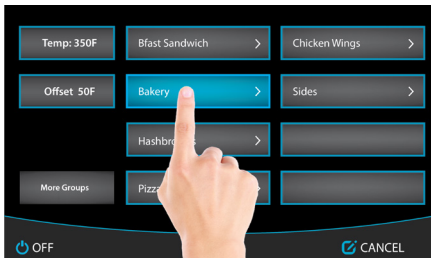 Temp: 350F
Bfast Sandwich
Chicken Wings
Offset 50F
Bakery
Sides
More Groups
OFF
CANCEL